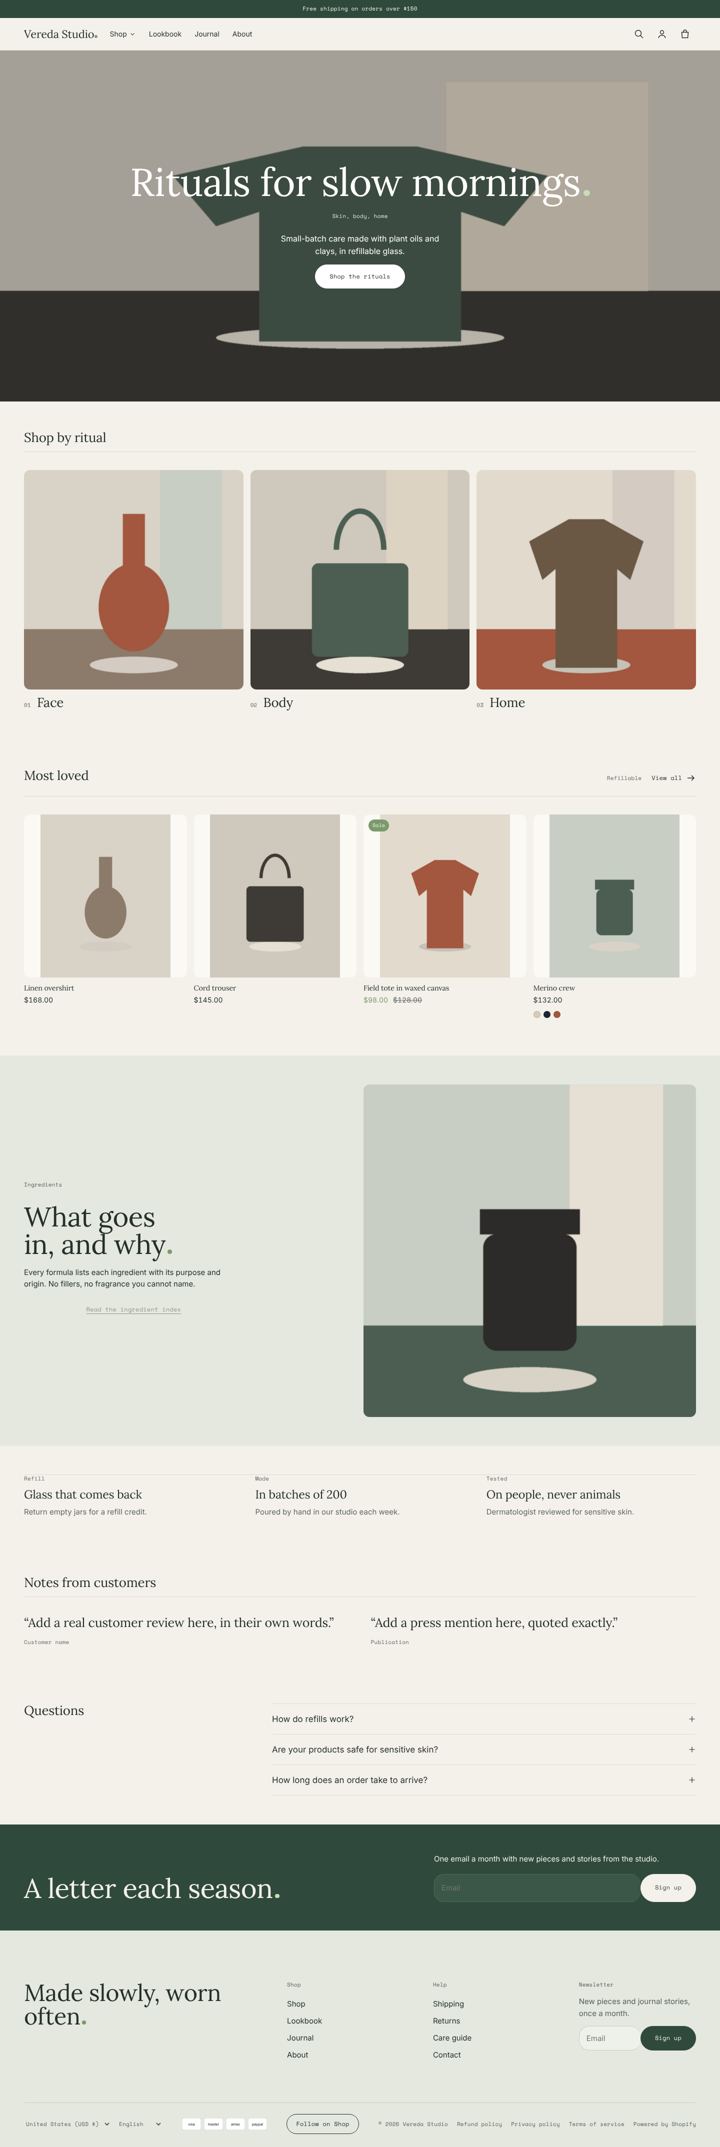 Free shipping on orders over $150
Vereda Studio.
Shop
Lookbook
Journal
About
Rituals for slow mornings.
Skin, body, home
Small-batch care made with plant oils and
clays, in refillable glass.
Shop the rituals
Shop by ritual
01 Face
02 Body
03 Home
Most loved
Refillable
View all
Sale
Linen overshirt
$168.00
Cord trouser
$145.00
Field tote in waxed canvas
$98.00 $128.00
Merino crew
$132.00
Ingredients
What goes
in, and why.
Every formula lists each ingredient with its purpose and
origin. No fillers, no fragrance you cannot name.
Read the ingredient index
Refill
Glass that comes back
Return empty jars for a refill credit.
Made
In batches of 200
Poured by hand in our studio each week.
Tested
On people, never animals
Dermatologist reviewed for sensitive skin.
Notes from customers
“Add a real customer review here, in their own words.”
Customer name
“Add a press mention here, quoted exactly.”
Publication
Questions
How do refills work?
Are your products safe for sensitive skin?
How long does an order take to arrive?
A letter each season.
One email a month with new pieces and stories from the studio.
Email
Sign up
Made slowly, worn
often.
Shop
Shop
Lookbook
Journal
About
Help
Shipping
Returns
Care guide
Contact
Newsletter
New pieces and journal stories,
once a month.
Email
Sign up
United States (USD $)
English
visa
amex
paypal
Follow on Shop
© 2026 Vereda Studio
Refund policy
Privacy policy
Terms of service
Powered by Shopify